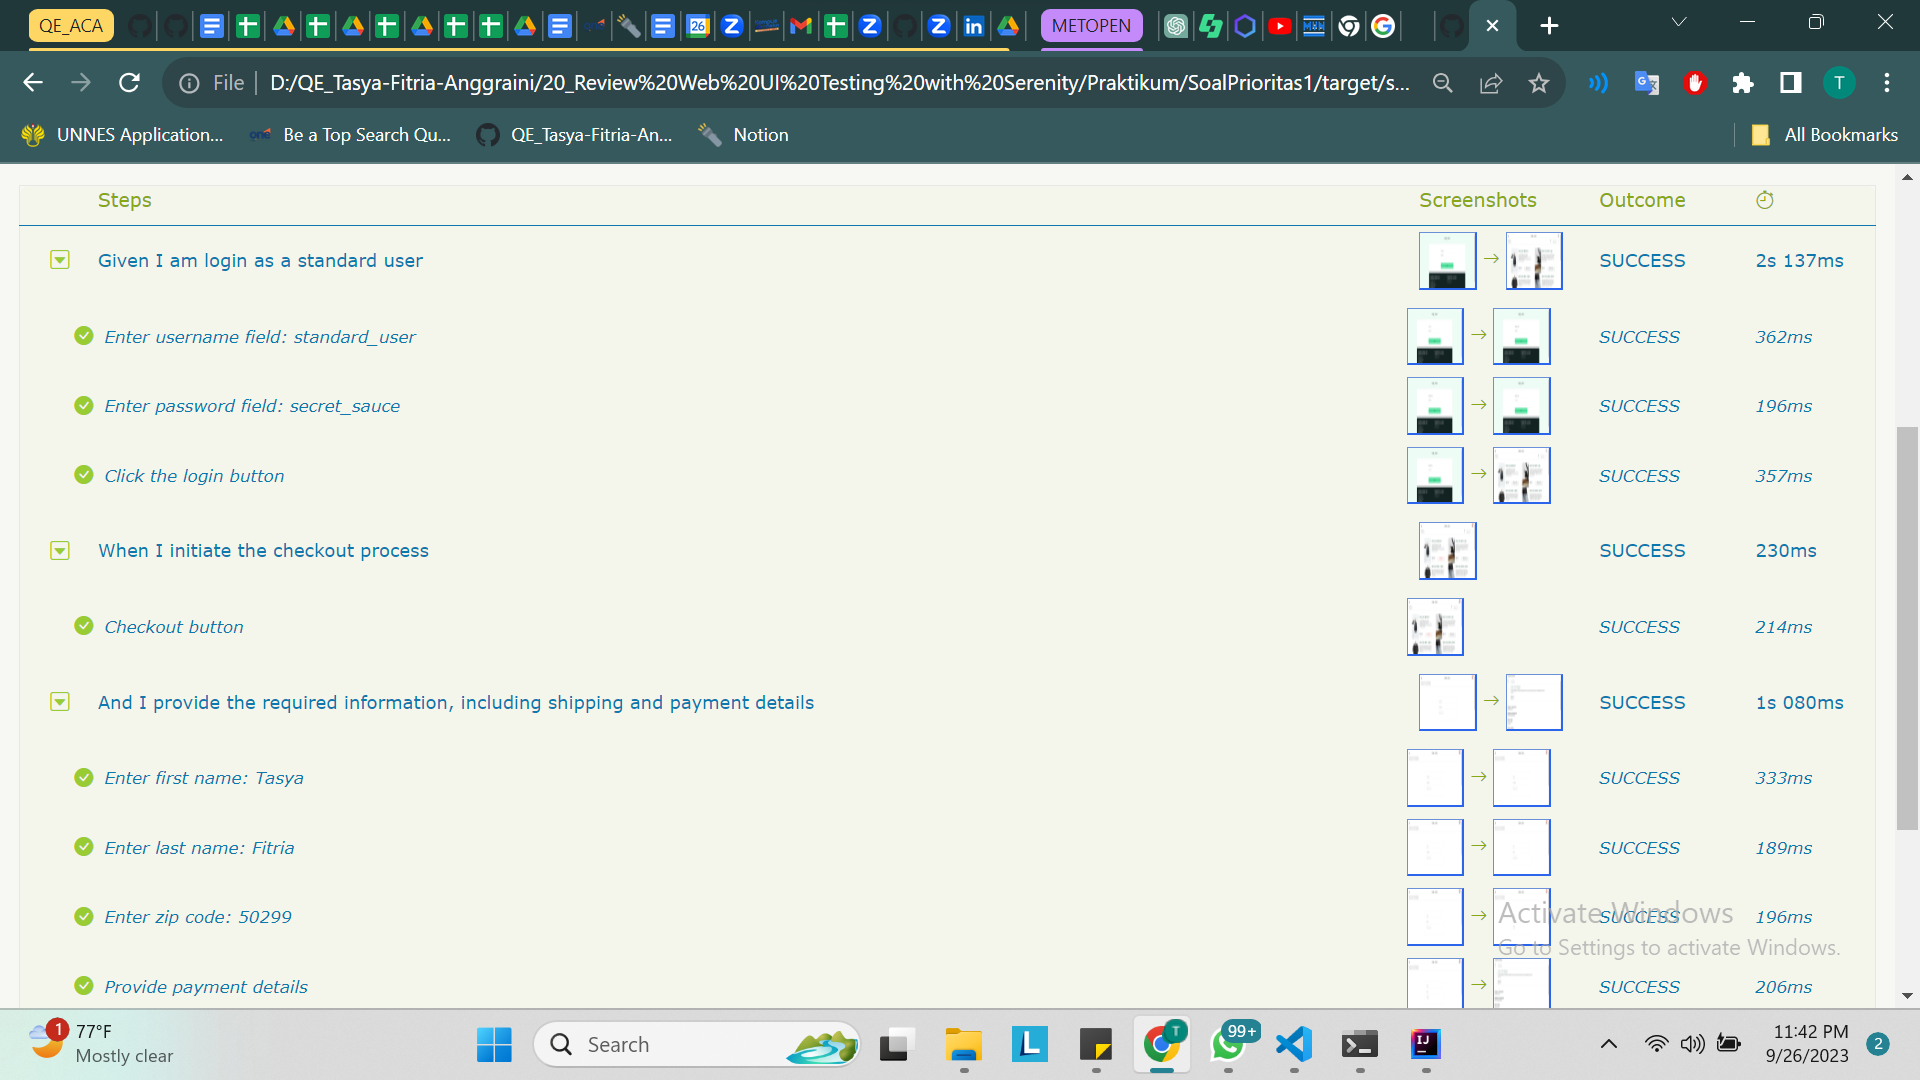 QE_ACA
METOPEN
File
D:/QE_Tasya-Fitria-Anggraini/20_Review%20Web%20UI%20Testing%20with%20Serenity/Praktikum/SoalPrioritas1/target/s...
T
UNNES Application...
Be a Top Search Qu...
QE_Tasya-Fitria-An...
Notion
All Bookmarks
Steps Screenshots Outcome
Given I am login as a standard user SUCCESS 2s 137ms
Enter username field: standard_user SUCCESS 362ms
Enter password field: secret_sauce SUCCESS 196ms
Click the login button SUCCESS 357ms
When I initiate the checkout process SUCCESS 230ms
Checkout button SUCCESS 214ms
And I provide the required information, including shipping and payment details SUCCESS 1s 080ms
Enter first name: Tasya SUCCESS 333ms
Enter last name: Fitria SUCCESS 189ms
Enter zip code: 50299 SUCCESS 196ms
Provide payment details SUCCESS 206ms
Activate Windows
Go to Settings to activate Windows.
1
77°F
Mostly clear
Search
T
99+
11:42 PM
9/26/2023
2